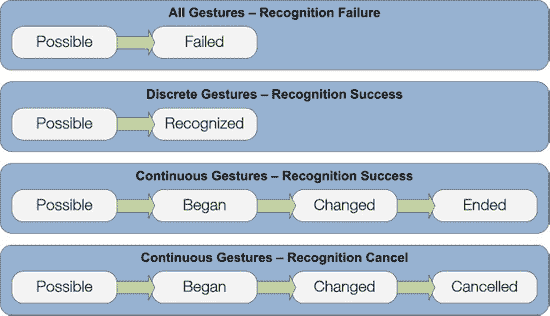 All Gestures – Recognition Failure
Possible Failed
Discrete Gestures – Recognition Success
Possible Recognized
Continuous Gestures – Recognition Success
Possible Began Changed Ended
Continuous Gestures – Recognition Cancel
Possible Began Changed Cancelled